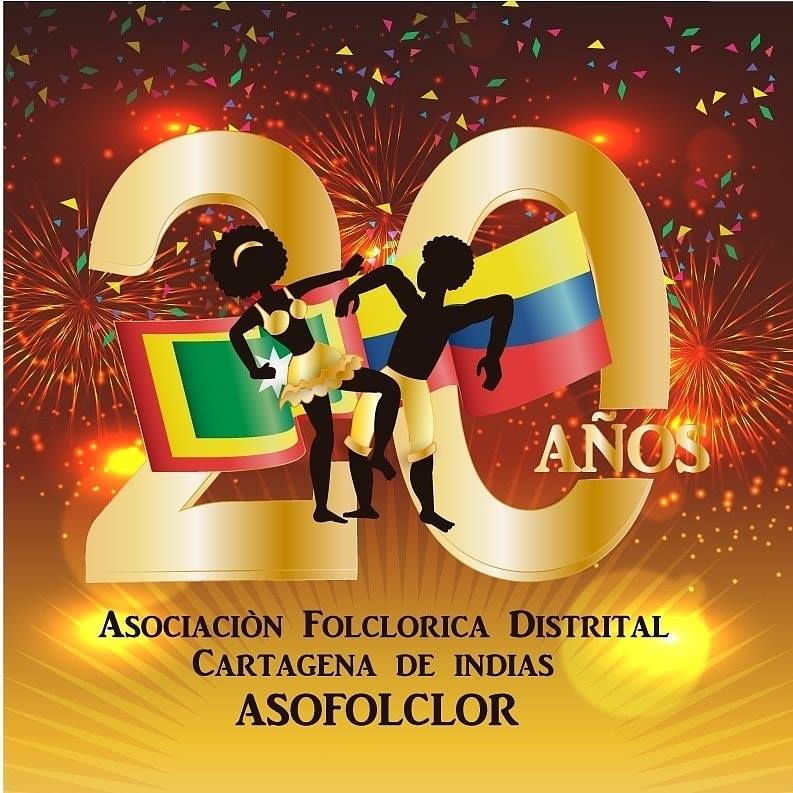 20
AÑOS
ASOCIACIÒN FOLCLORICA DISTRITAL
CARTAGENA DE INDIAS
ASOFOLCLOR